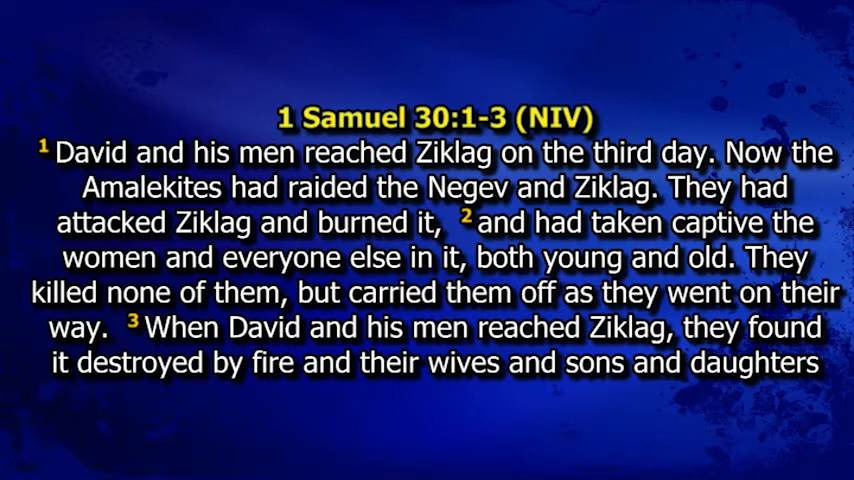 1 Samuel 30:1-3 (NIV)
1 David and his men reached Ziklag on the third day. Now the
Amalekites had raided the Negev and Ziklag. They had
attacked Ziklag and burned it, 2 and had taken captive the
women and everyone else in it, both young and old. They
killed none of them, but carried them off as they went on their
way. 3 When David and his men reached Ziklag, they found
it destroyed by fire and their wives and sons and daughters